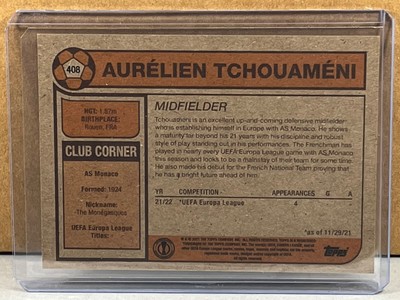 408
AURÉLIEN TCHOUAMÉNI
HGT: 1.87m
BIRTHPLACE:
Rouen, FRA
CLUB CORNER
AS Monaco
Formed: 1924
Nickname:
The Monégasques
UEFA Europa League
Titles: -
MIDFIELDER
Tchouaméni is an excellent up-and-coming defensive midfielder
who is establishing himself in Europe with AS Monaco. He shows
a maturity far beyond his 21 years with his discipline and robust
style of play standing out in his performances. The Frenchman has
played in nearly every UEFA Europa League game with AS Monaco
this season and looks to be a mainstay of their team for some time.
He also made his debut for the French National Team proving that
he has a bright future ahead of him.
YR COMPETITION APPEARANCES G A
21/22 *UEFA Europa League 4 - -
*as of 11/29/21
topps